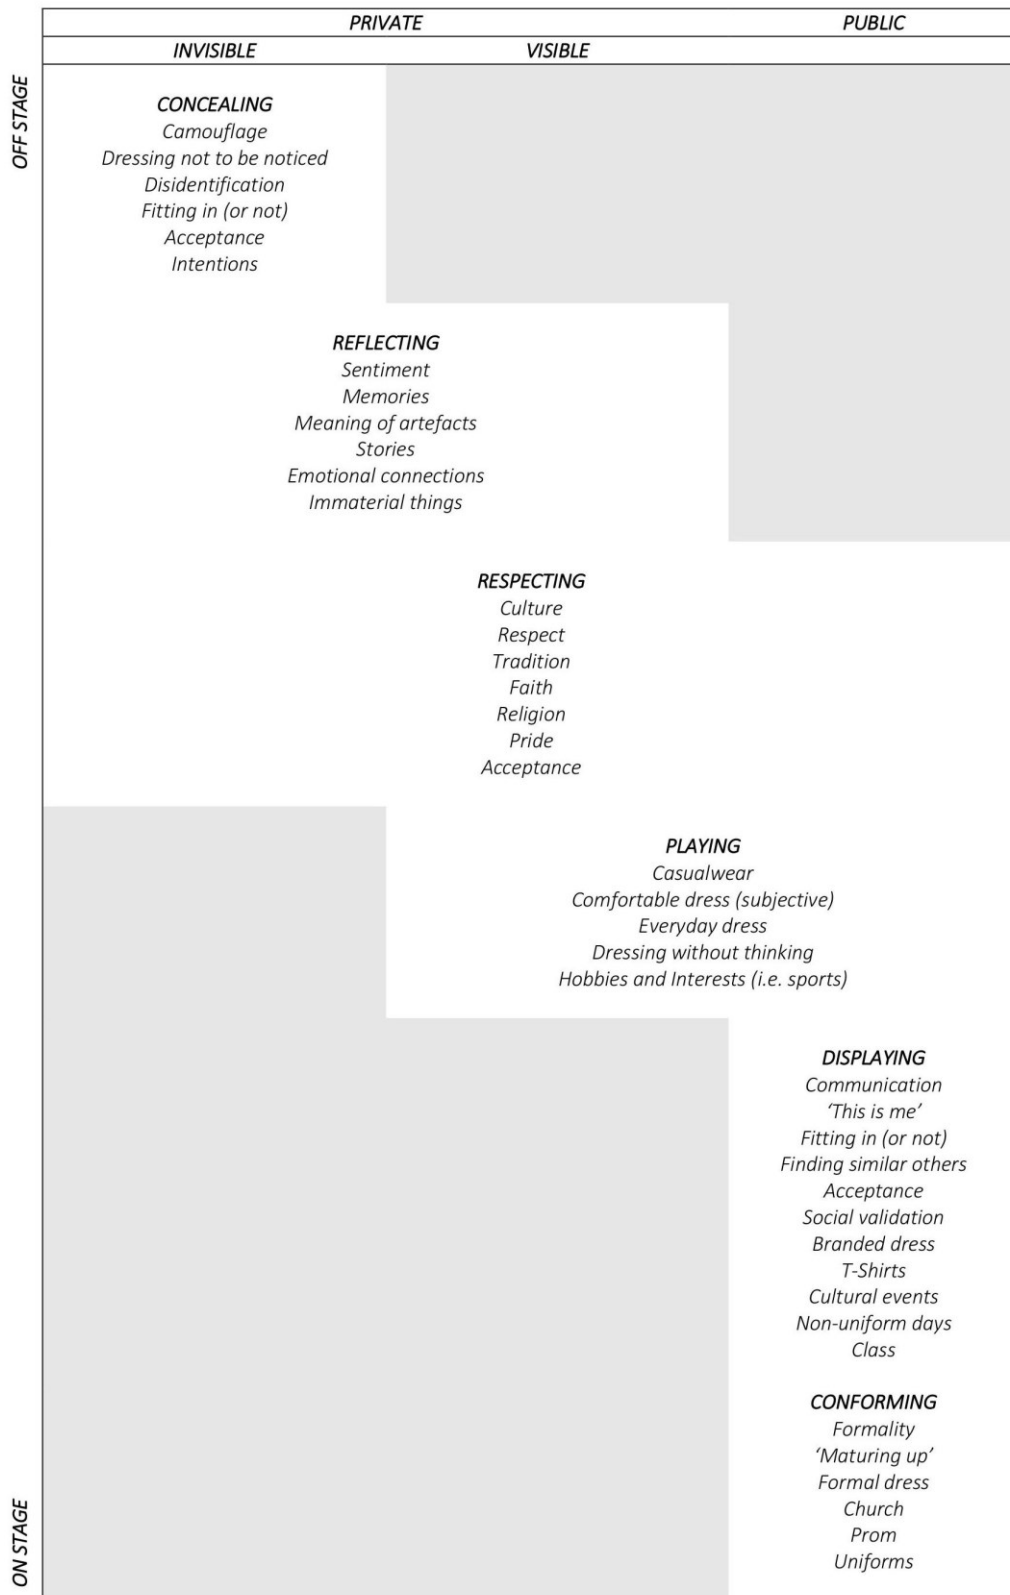 PRIVATE PUBLIC
INVISIBLE VISIBLE
OFF STAGE
CONCEALING
Camouflage
Dressing not to be noticed
Disidentification
Fitting in (or not)
Acceptance
Intentions
REFLECTING
Sentiment
Memories
Meaning of artefacts
Stories
Emotional connections
Immaterial things
RESPECTING
Culture
Respect
Tradition
Faith
Religion
Pride
Acceptance
PLAYING
Casualwear
Comfortable dress (subjective)
Everyday dress
Dressing without thinking
Hobbies and Interests (i.e. sports)
DISPLAYING
Communication
‘This is me’
Fitting in (or not)
Finding similar others
Acceptance
Social validation
Branded dress
T-Shirts
Cultural events
Non-uniform days
Class
CONFORMING
Formality
‘Maturing up’
Formal dress
Church
Prom
Uniforms
ON STAGE